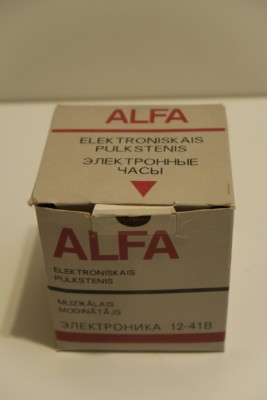 ALFA
ELEKTRONISKAIS
PULKSTENIS
ЭЛЕКТРОННЫЕ
ЧАСЫ
ALFA
ELEKTRONISKAIS
PULKSTENIS
MUZIKĀLAIS
MODINĀTĀJS
ЭЛЕКТРОНИКА 12-41В